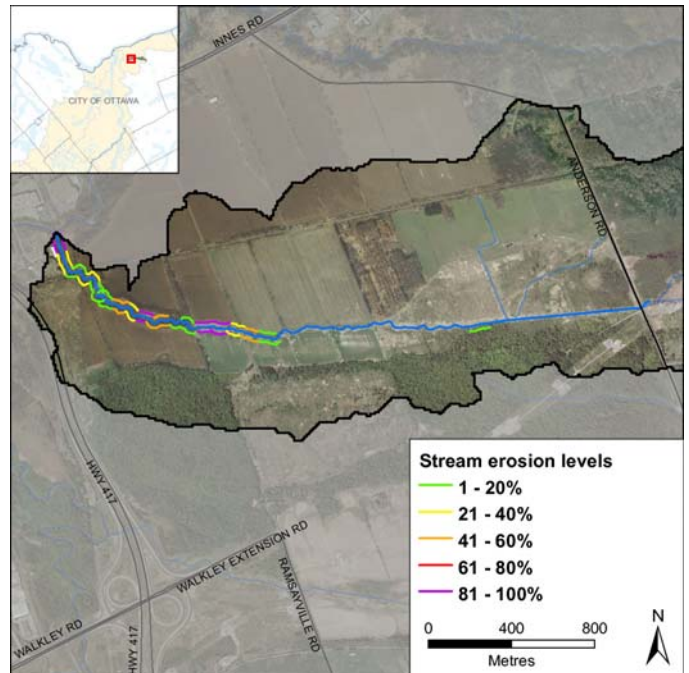 CITY OF OTTAWA
INNES RD
ANDERSON RD
HWY 417
WALKLEY EXTENSION RD
RAMSAYVILLE RD
WALKLEY RD
HWY 417
Stream erosion levels
1 - 20%
21 - 40%
41 - 60%
61 - 80%
81 - 100%
N
0 400 800
Metres